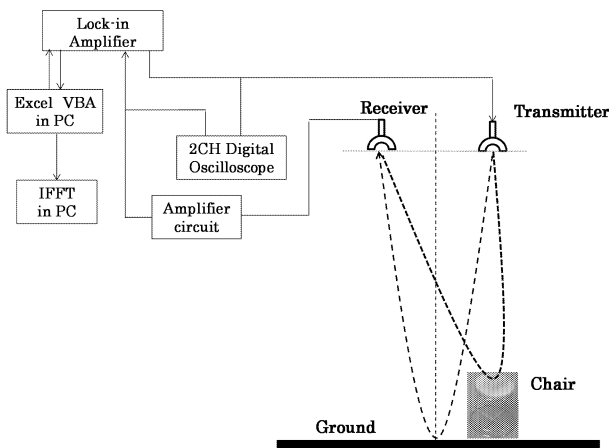 Lock-in
Amplifier
Excel VBA
in PC
IFFT
in PC
2CH Digital
Oscilloscope
Amplifier
circuit
Receiver
Transmitter
Chair
Ground